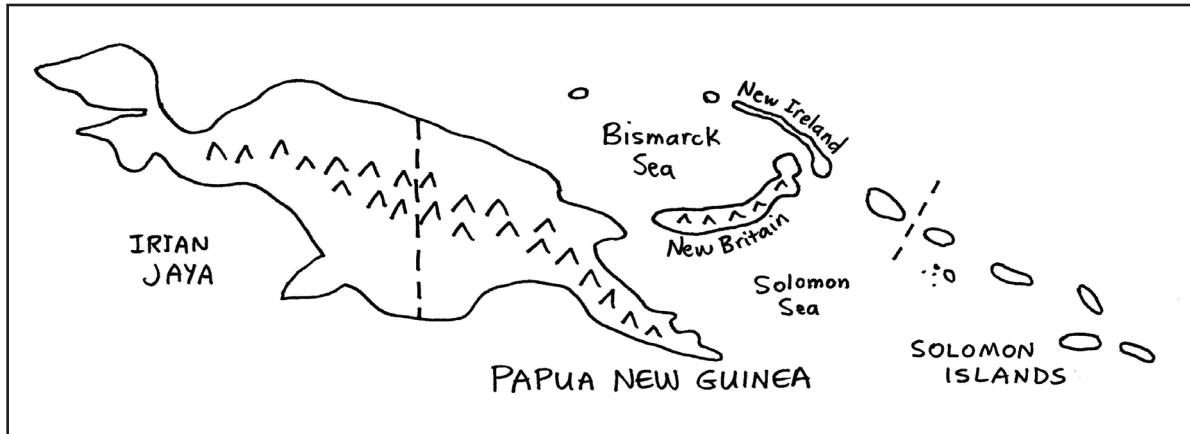 New Ireland
Bismarck
Sea
New Britain
IRIAN
JAYA
Solomon
Sea
SOLOMON
ISLANDS
PAPUA NEW GUINEA